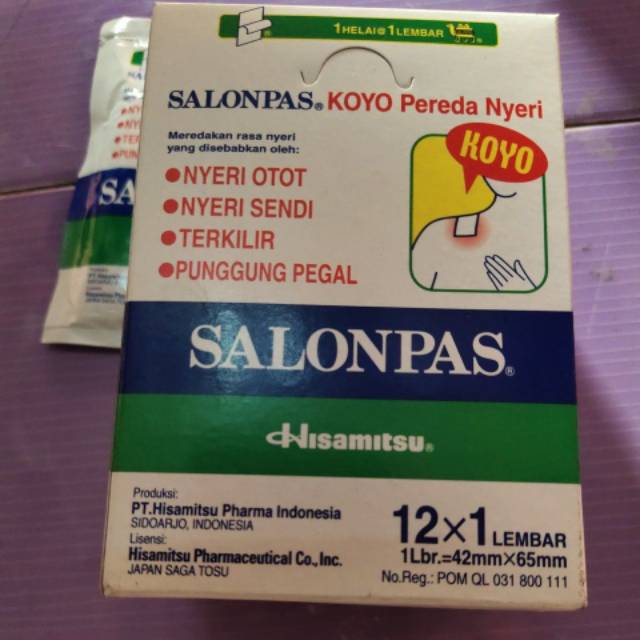 1HELAI@1LEMBAR
SALONPAS® KOYO Pereda Nyeri
Meredakan rasa nyeri
yang disebabkan oleh:
•NYERI OTOT
•NYERI SENDI
•TERKILIR
•PUNGGUNG PEGAL
KOYO
SALONPAS®
Hisamitsu®
Produksi:
PT.Hisamitsu Pharma Indonesia
SIDOARJO, INDONESIA
Lisensi:
Hisamitsu Pharmaceutical Co., Inc.
JAPAN SAGA TOSU
12×1 LEMBAR
1Lbr.=42mm×65mm
No.Reg.: POM QL 031 800 111
SA